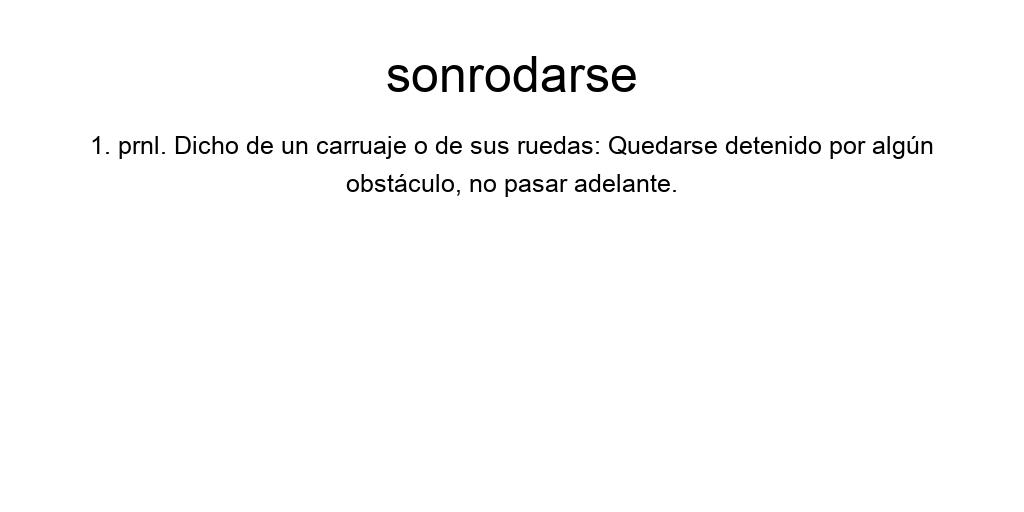 sonrodarse
1. prnl. Dicho de un carruaje o de sus ruedas: Quedarse detenido por algún
obstáculo, no pasar adelante.